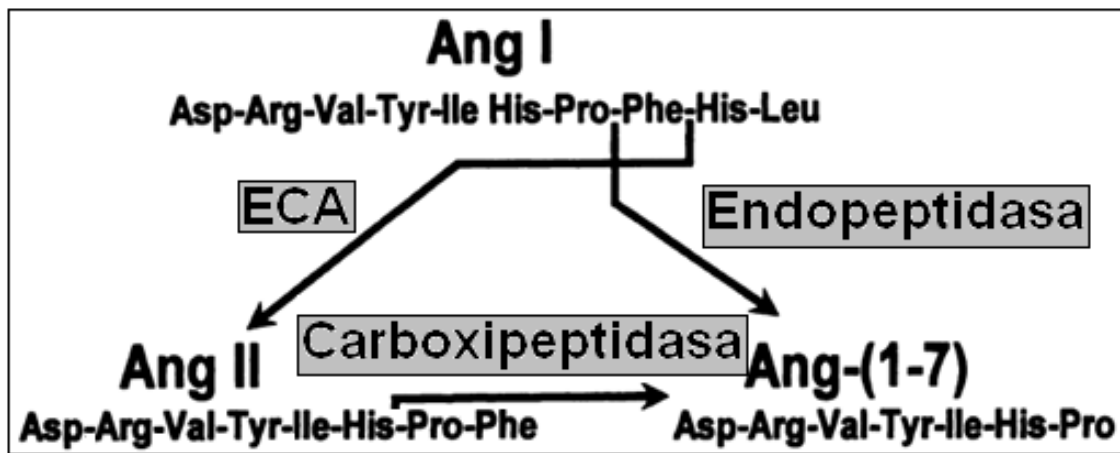 Ang I
Asp-Arg-Val-Tyr-Ile His-Pro-Phe-His-Leu
ECA
Endopeptidasa
Carboxipeptidasa
Ang II
Ang-(1-7)
Asp-Arg-Val-Tyr-Ile-His-Pro-Phe
Asp-Arg-Val-Tyr-Ile-His-Pro